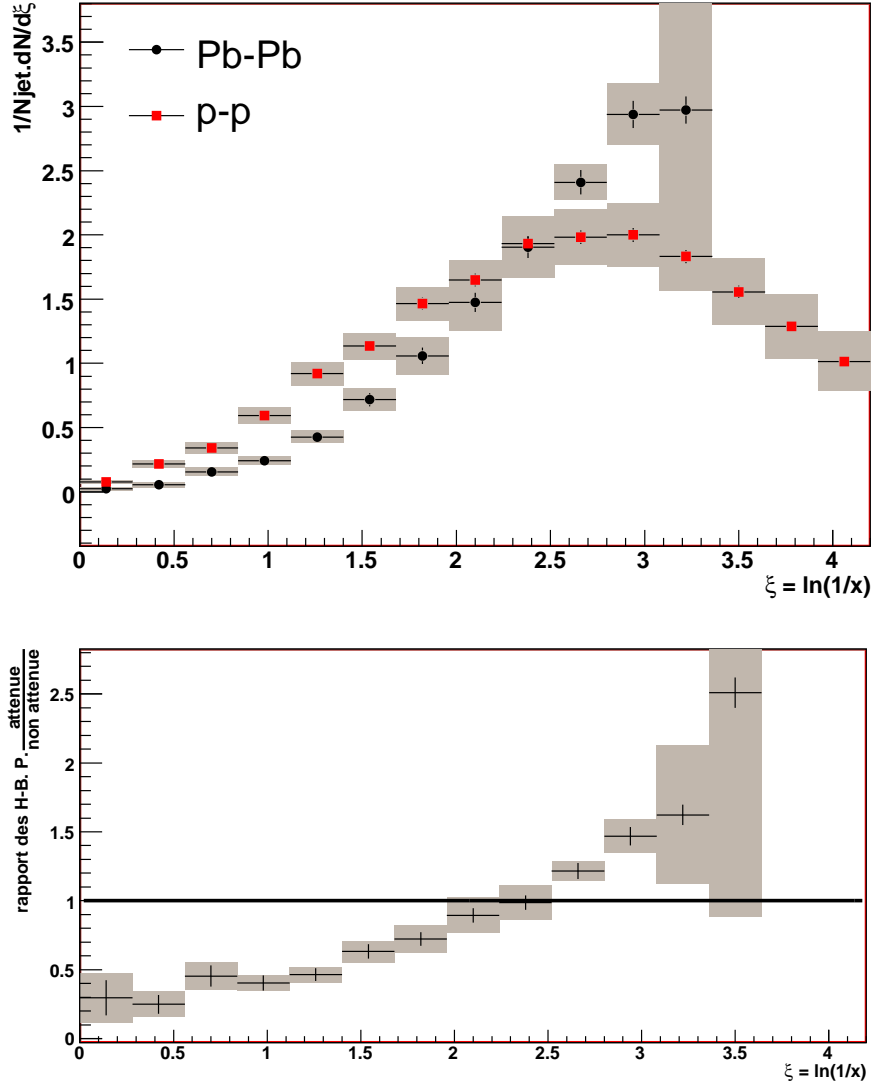 1/Njet.dN/dξ
3.5
3
2.5
2
1.5
1
0.5
0
Pb-Pb
p-p
0 0.5 1 1.5 2 2.5 3 3.5 4
ξ = ln(1/x)
rapport des H-B. P. attenue
non attenue
2.5
2
1.5
1
0.5
0
0 0.5 1 1.5 2 2.5 3 3.5 4
ξ = ln(1/x)